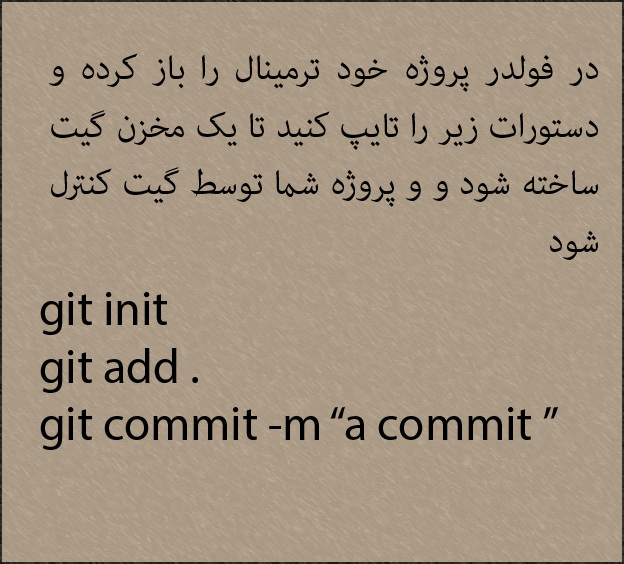 در فولدر پروژه خود ترمینال را باز کرده و
دستورات زیر را تایپ کنید تا یک مخزن گیت
ساخته شود و و پروژه شما توسط گیت کنترل
شود
git init
git add .
git commit -m “a commit ”